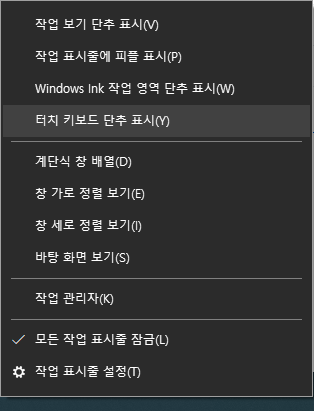 작업 보기 단추 표시(V)
작업 표시줄에 피플 표시(P)
Windows Ink 작업 영역 단추 표시(W)
터치 키보드 단추 표시(Y)
계단식 창 배열(D)
창 가로 정렬 보기(E)
창 세로 정렬 보기(I)
바탕 화면 보기(S)
작업 관리자(K)
모든 작업 표시줄 잠금(L)
작업 표시줄 설정(T)